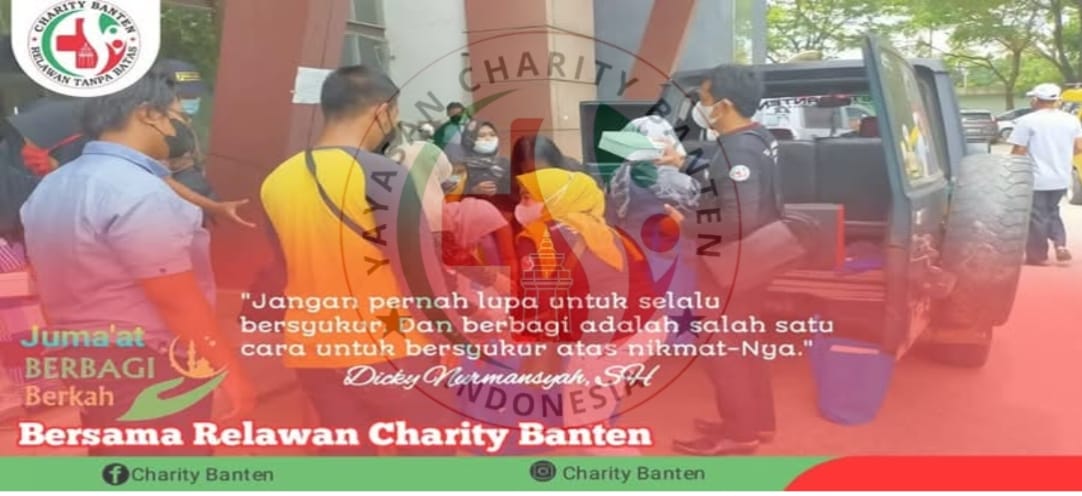 CHARITY BANTEN
RELAWAN TANPA BATAS
YAYASAN CHARITY BANTEN
INDONESIA
"Jangan pernah lupa untuk selalu
bersyukur. Dan berbagi adalah salah satu
cara untuk bersyukur atas nikmat-Nya."
Dicky Nurmansyah, SH
Juma'at
BERBAGI
Berkah
Bersama Relawan Charity Banten
Charity Banten
Charity Banten